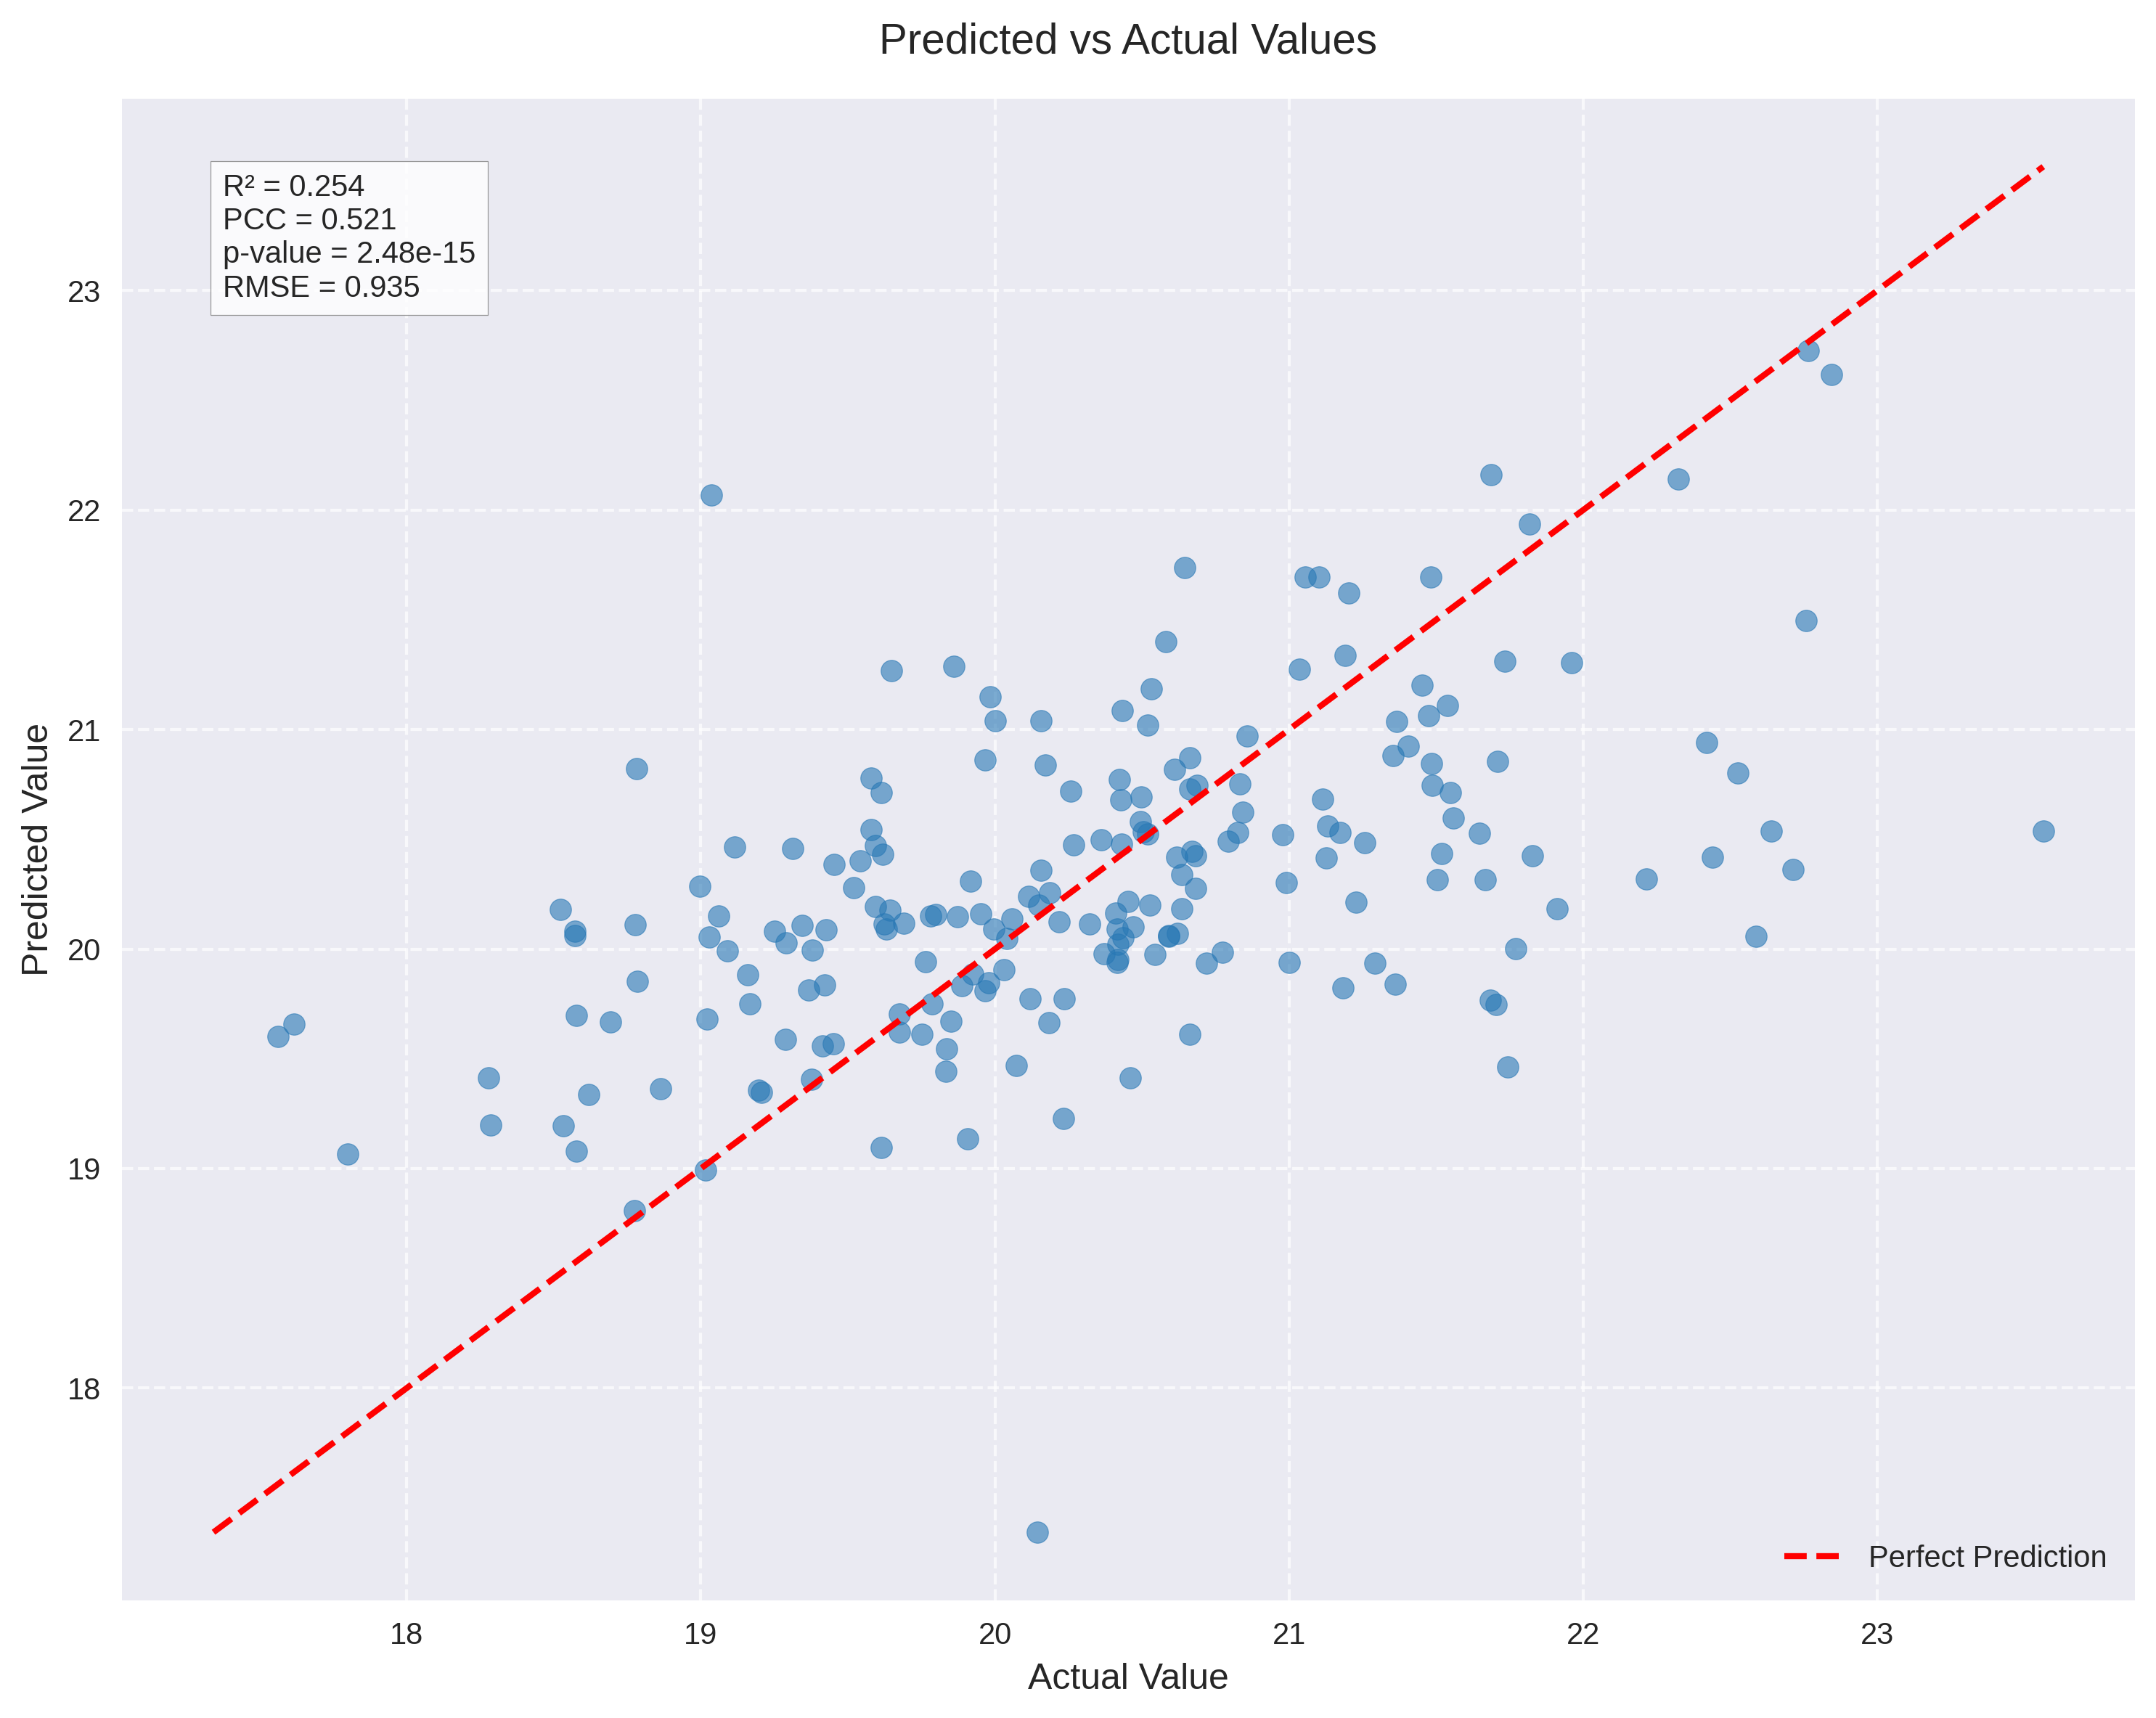 Predicted vs Actual Values
R² = 0.254
PCC = 0.521
p-value = 2.48e-15
RMSE = 0.935
23
22
21
20
19
18
Predicted Value
Perfect Prediction
18 19 20 21 22 23
Actual Value